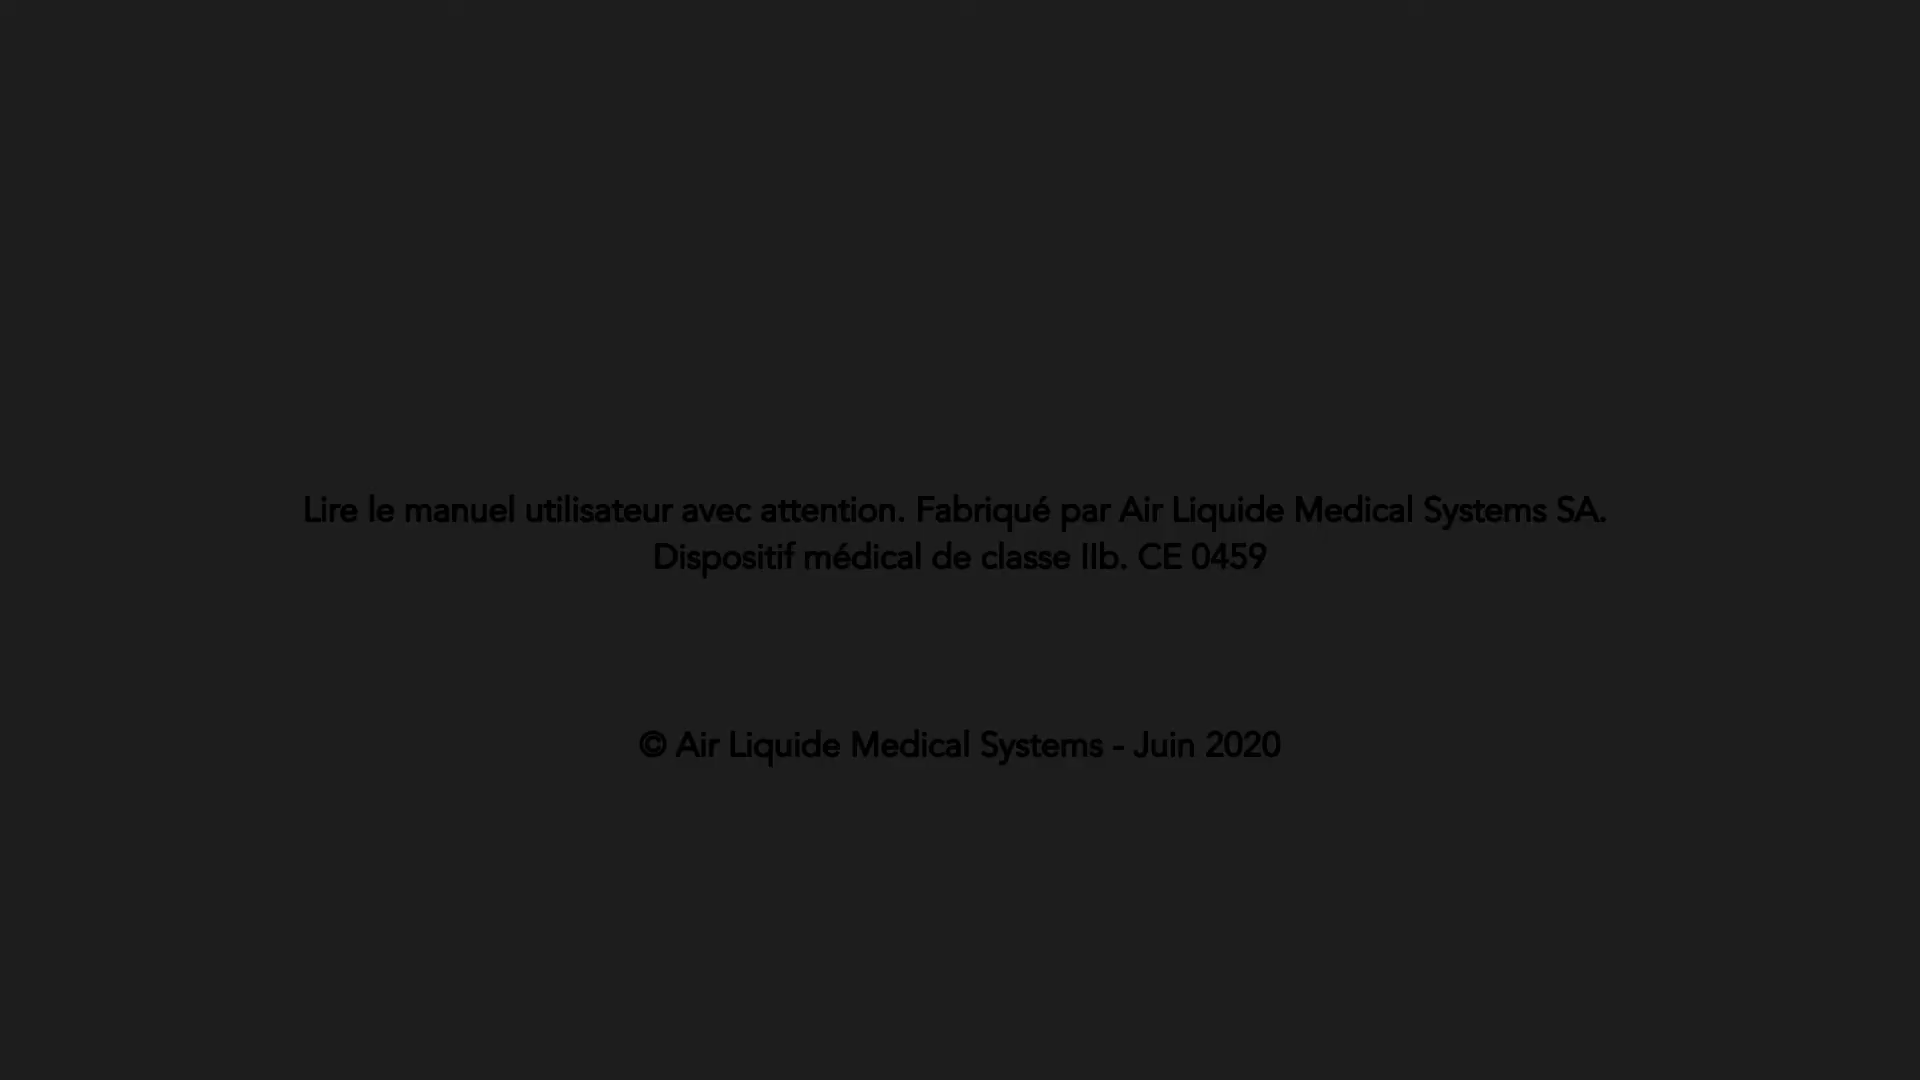 Lire le manuel utilisateur avec attention. Fabriqué par Air Liquide Medical Systems SA.
Dispositif médical de classe IIb. CE 0459
© Air Liquide Medical Systems - Juin 2020